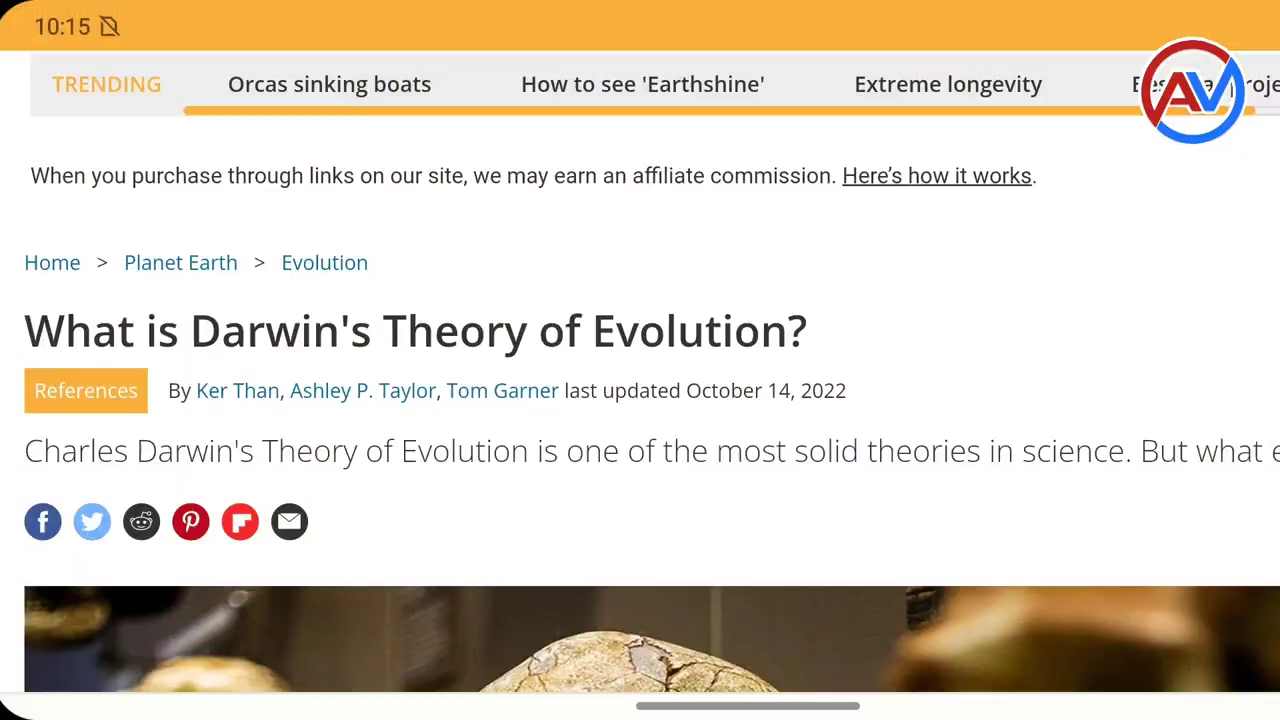 10:15
TRENDING Orcas sinking boats How to see 'Earthshine' Extreme longevity
AV
When you purchase through links on our site, we may earn an affiliate commission. Here’s how it works.
Home > Planet Earth > Evolution
What is Darwin's Theory of Evolution?
References By Ker Than, Ashley P. Taylor, Tom Garner last updated October 14, 2022
Charles Darwin's Theory of Evolution is one of the most solid theories in science. But what